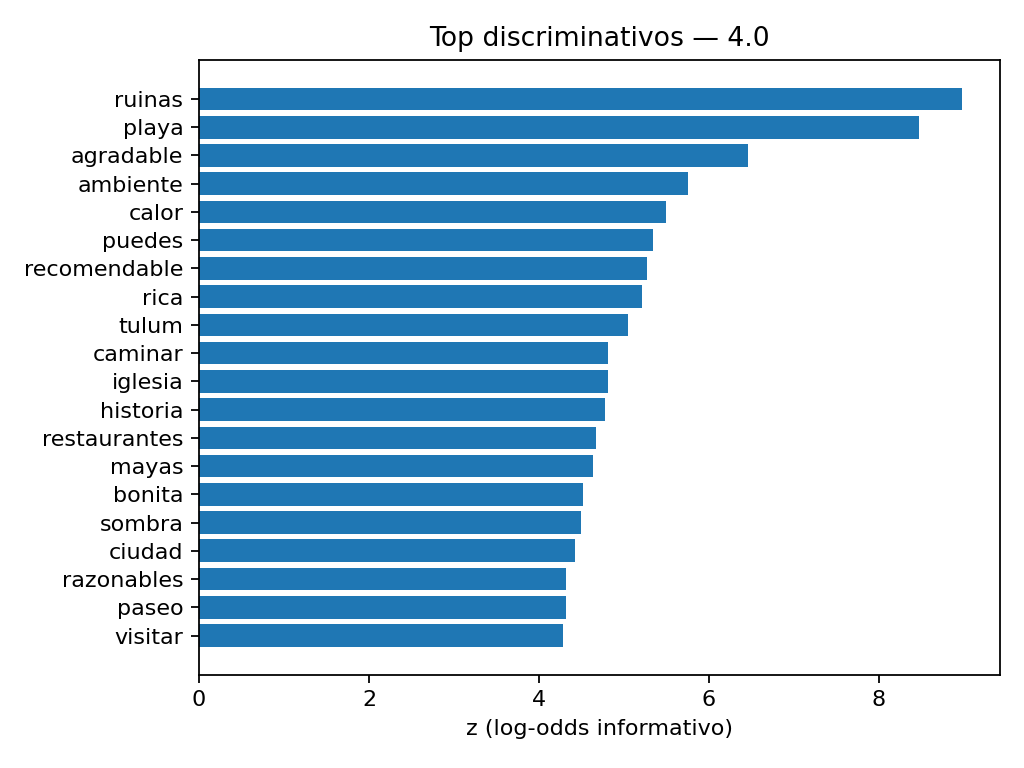 Top discriminativos — 4.0
ruinas
playa
agradable
ambiente
calor
puedes
recomendable
rica
tulum
caminar
iglesia
historia
restaurantes
mayas
bonita
sombra
ciudad
razonables
paseo
visitar
0 2 4 6 8
z (log-odds informativo)